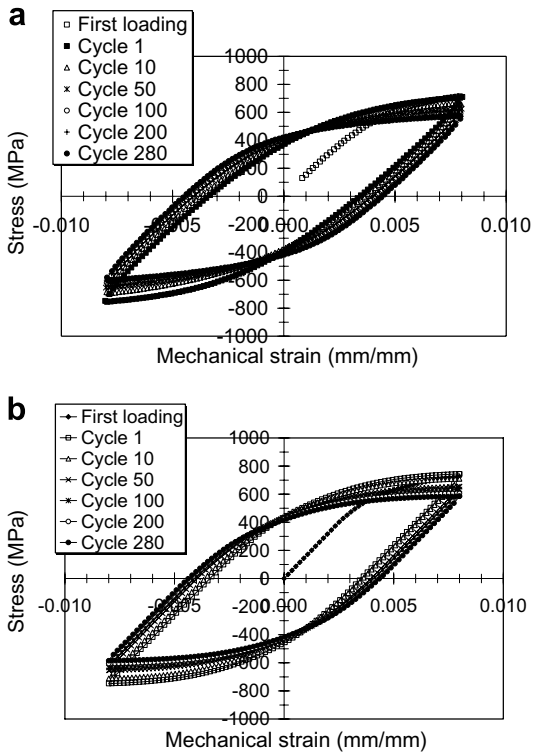 a
First loading
Cycle 1
Cycle 10
Cycle 50
Cycle 100
Cycle 200
Cycle 280
Stress (MPa)
1000
800
600
400
200
0
-200
-400
-600
-800
-1000
-0.010 -0.005 0.000 0.005 0.010
Mechanical strain (mm/mm)
b
First loading
Cycle 1
Cycle 10
Cycle 50
Cycle 100
Cycle 200
Cycle 280
Stress (MPa)
1000
800
600
400
200
0
-200
-400
-600
-800
-1000
-0.010 -0.005 0.000 0.005 0.010
Mechanical strain (mm/mm)